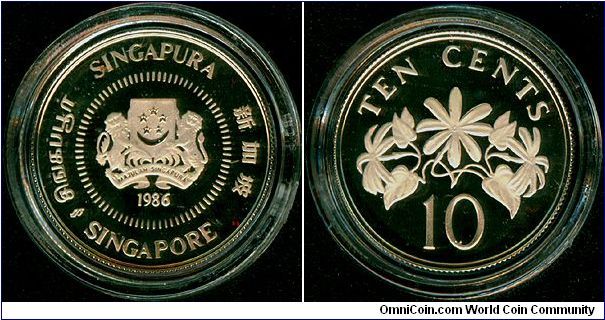 SINGAPURA
新加坡
SINGAPORE
சிங்கப்பூர்
MAJULAH SINGAPURA
1986
TEN CENTS
10
OmniCoin.com World Coin Community